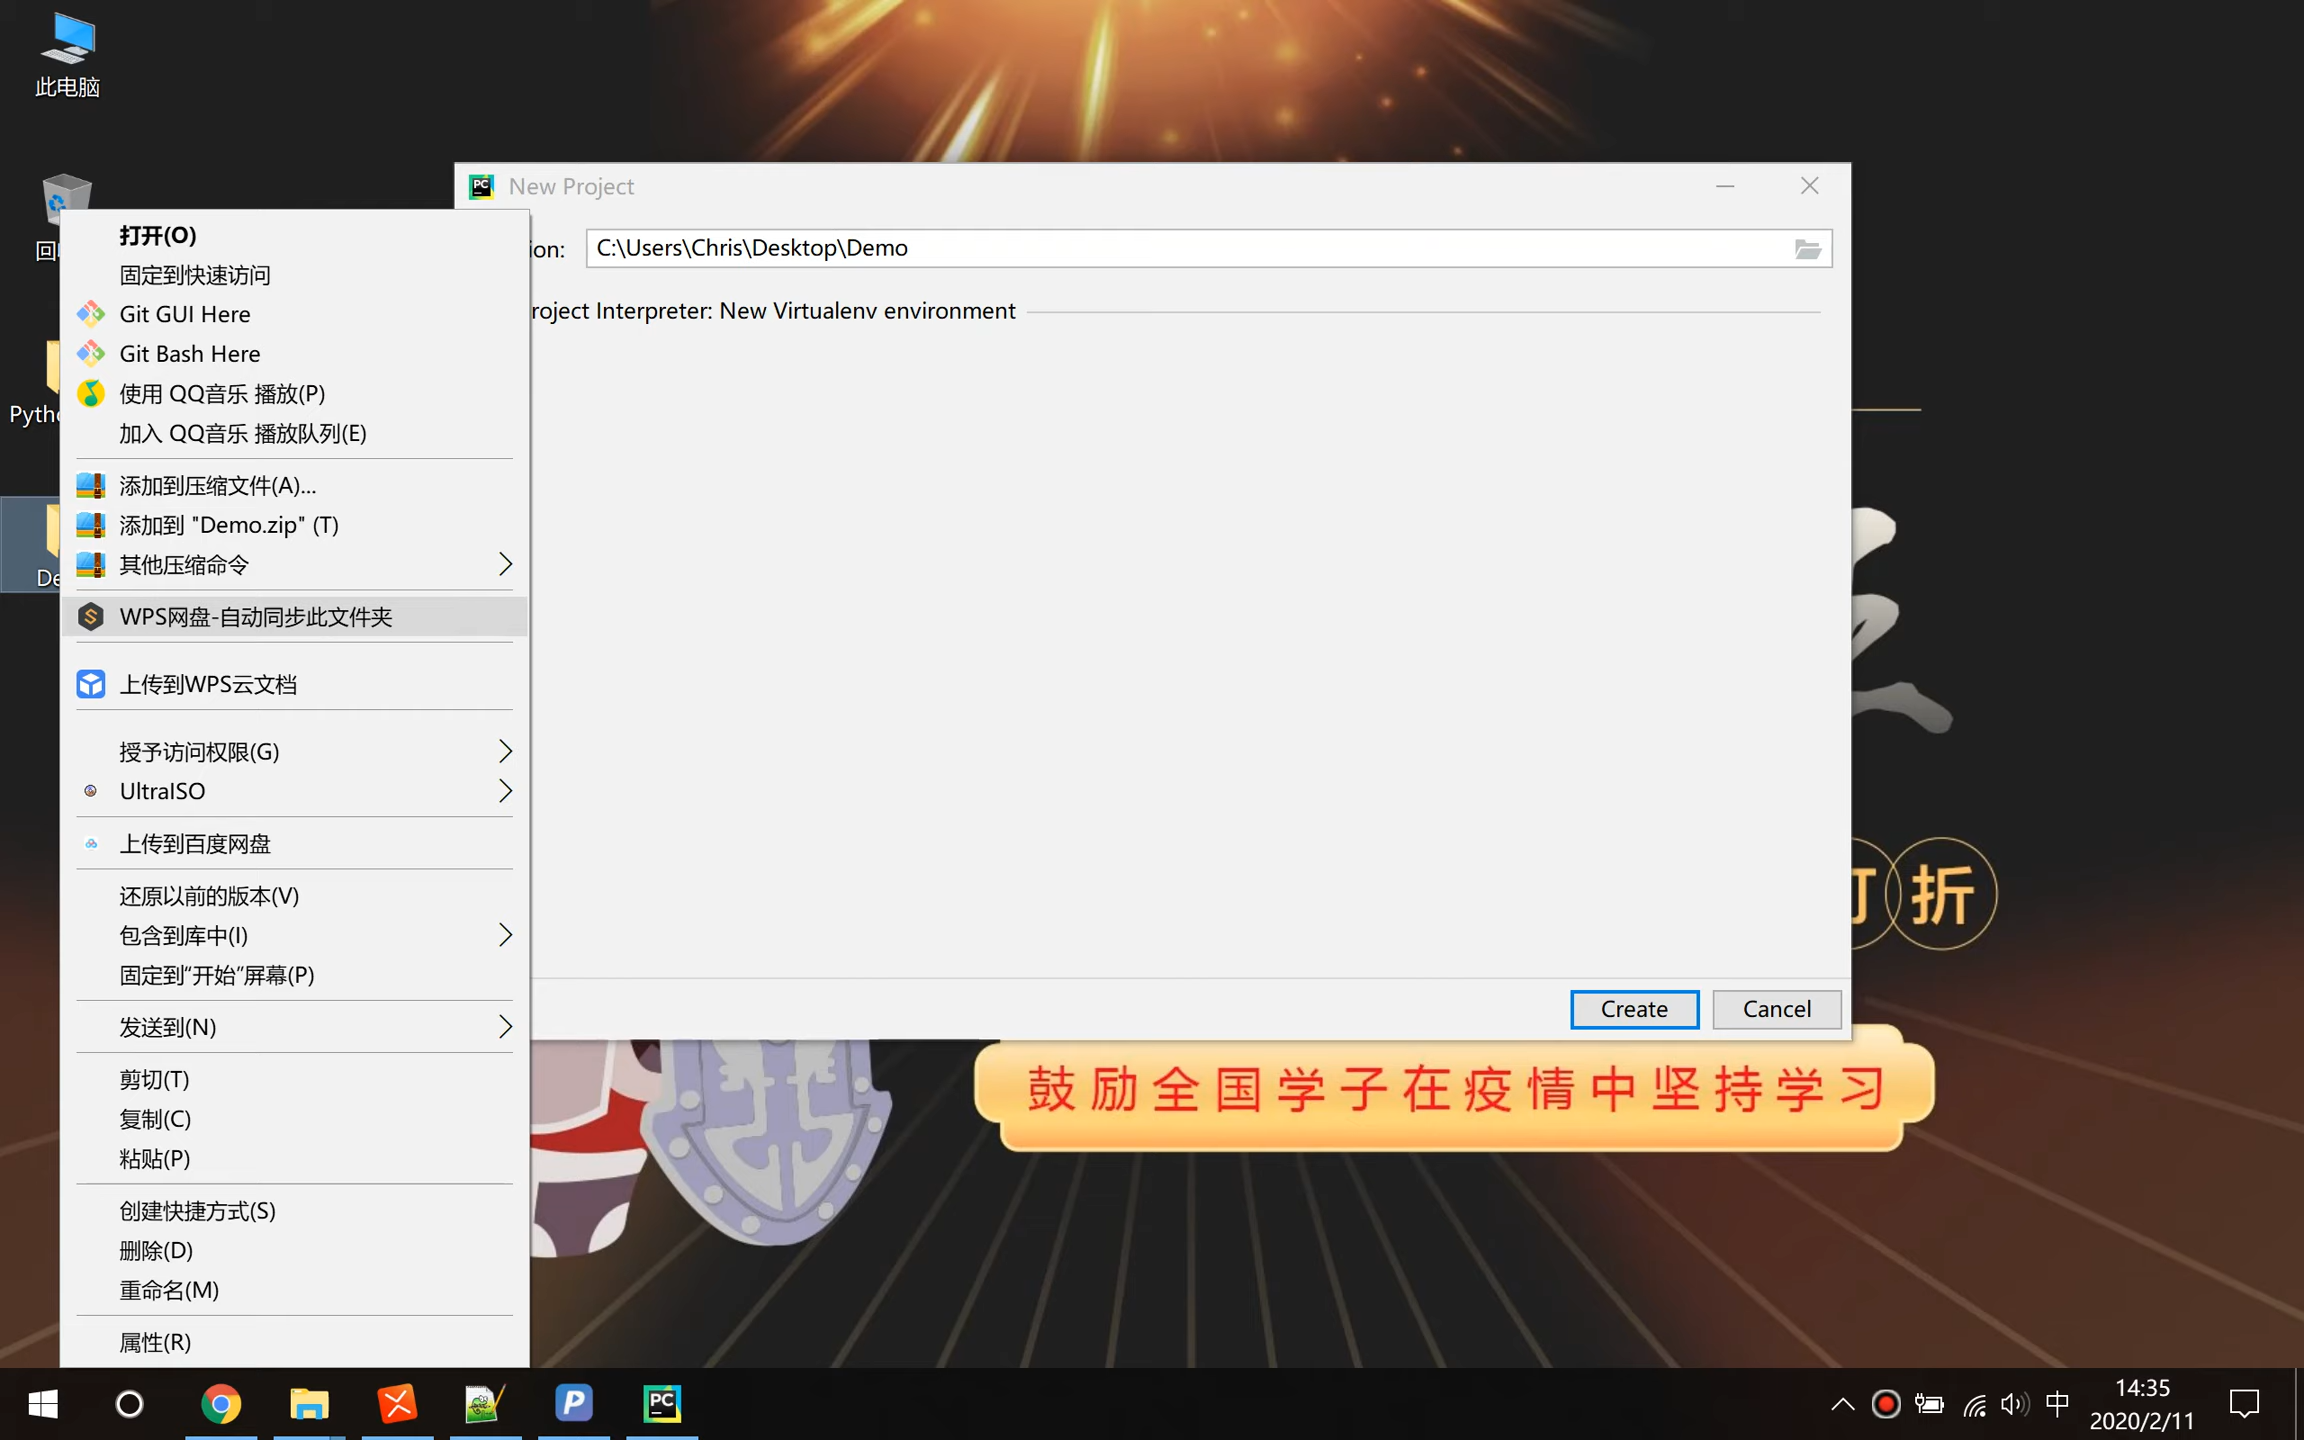 此电脑
New Project
C:\Users\Chris\Desktop\Demo
roject Interpreter: New Virtualenv environment
打开(O)
固定到快速访问
Git GUI Here
Git Bash Here
使用 QQ音乐 播放(P)
加入 QQ音乐 播放队列(E)
添加到压缩文件(A)...
添加到 "Demo.zip" (T)
其他压缩命令
WPS网盘-自动同步此文件夹
上传到WPS云文档
授予访问权限(G)
UltraISO
上传到百度网盘
还原以前的版本(V)
包含到库中(I)
固定到“开始”屏幕(P)
发送到(N)
剪切(T)
复制(C)
粘贴(P)
创建快捷方式(S)
删除(D)
重命名(M)
属性(R)
Create
Cancel
折
鼓励全国学子在疫情中坚持学习
中
14:35
2020/2/11